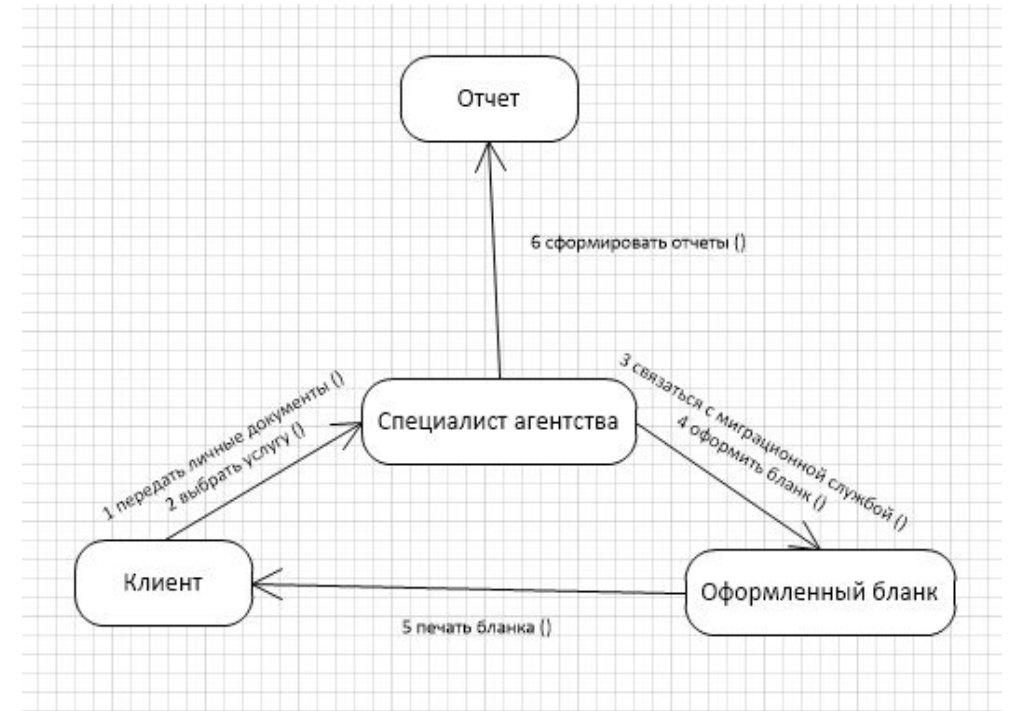 Отчет
6 сформировать отчеты ()
Специалист агентства
1 передать личные документы ()
2 выбрать услугу ()
3 связаться с миграционной службой ()
4 оформить бланк ()
Клиент
Оформленный бланк
5 печать бланка ()